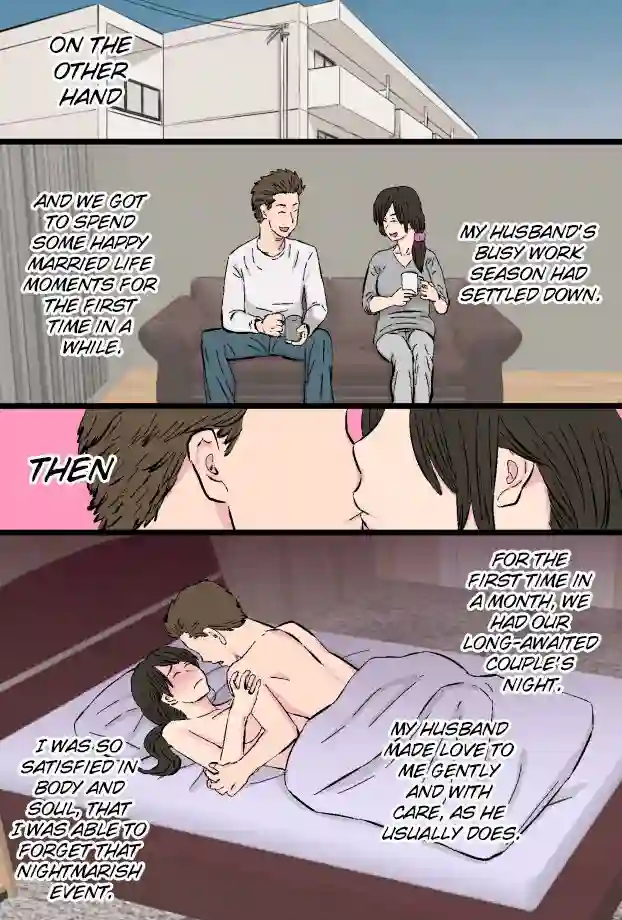 ON THE
OTHER
HAND
AND WE GOT
TO SPEND
SOME HAPPY
MARRIED LIFE
MOMENTS FOR
THE FIRST
TIME IN A
WHILE.
MY HUSBAND'S
BUSY WORK
SEASON HAD
SETTLED DOWN.
THEN
FOR THE
FIRST TIME IN
A MONTH, WE
HAD OUR
LONG-AWAITED
COUPLE'S
NIGHT.
MY HUSBAND
MADE LOVE TO
ME GENTLY
AND WITH
CARE, AS HE
USUALLY DOES.
I WAS SO
SATISFIED IN
BODY AND
SOUL, THAT
I WAS ABLE TO
FORGET THAT
NIGHTMARISH
EVENT.